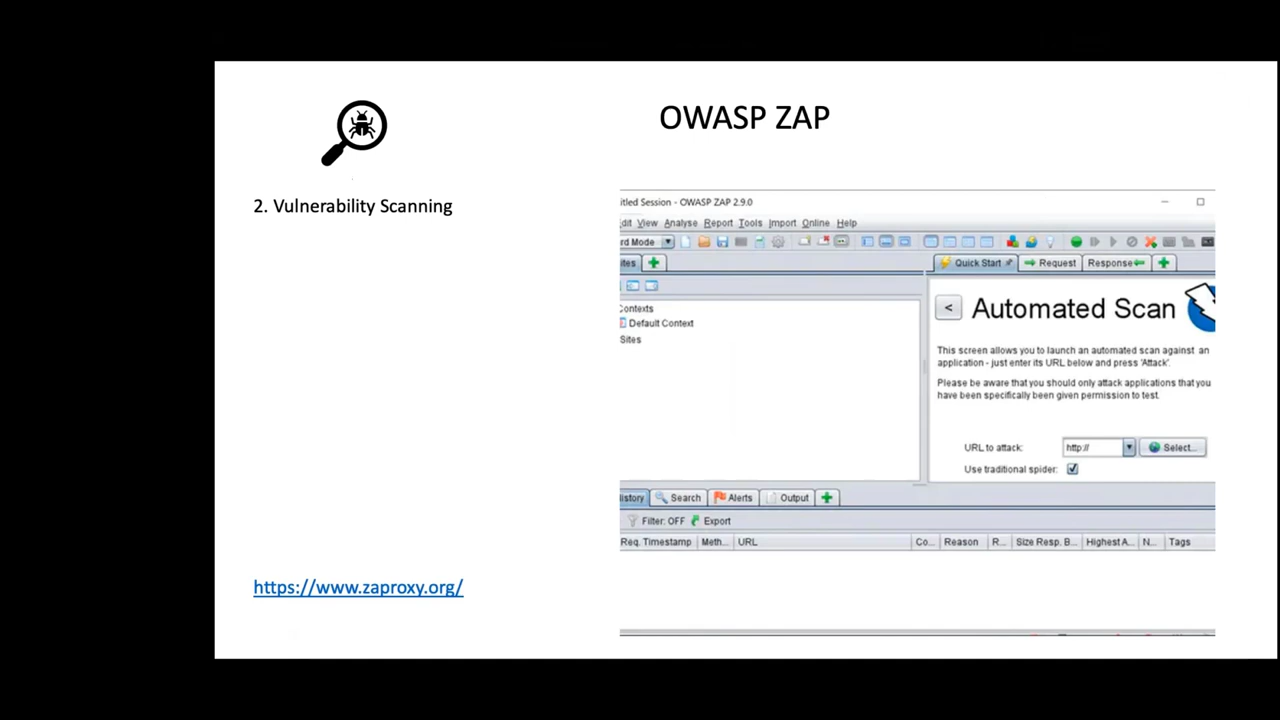 OWASP ZAP
2. Vulnerability Scanning
itled Session - OWASP ZAP 2.9.0
dit View Analyse Report Tools Import Online Help
rd Mode
ites
Quick Start Request Response
Contexts
Default Context
Sites
< Automated Scan
This screen allows you to launch an automated scan against an
application - just enter its URL below and press 'Attack'.
Please be aware that you should only attack applications that you
have been specifically been given permission to test.
URL to attack: http:// Select...
Use traditional spider:
History Search Alerts Output
Filter: OFF Export
Req. Timestamp Meth... URL Co... Reason R... Size Resp. B... Highest A... N... Tags
https://www.zaproxy.org/